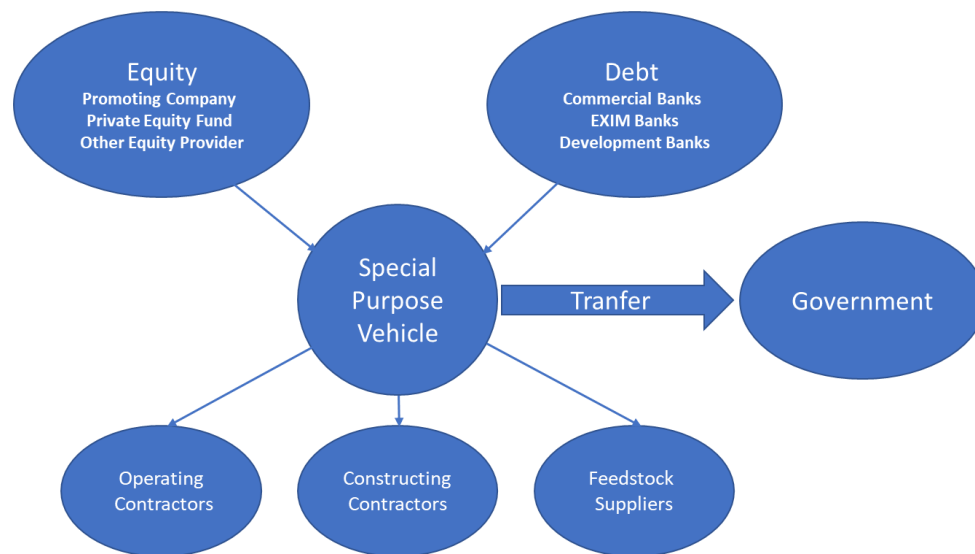 Equity
Promoting Company
Private Equity Fund
Other Equity Provider
Debt
Commercial Banks
EXIM Banks
Development Banks
Special
Purpose
Vehicle
Tranfer
Government
Operating
Contractors
Constructing
Contractors
Feedstock
Suppliers